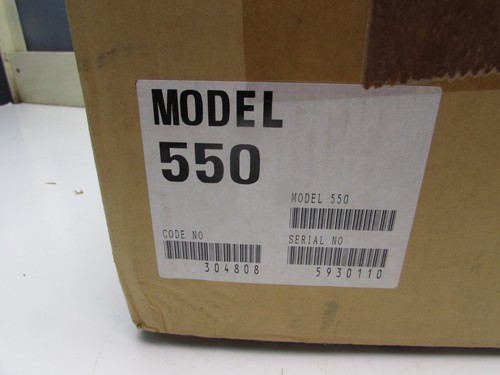 MODEL
550
MODEL 550
CODE NO
304808
SERIAL NO
5930110